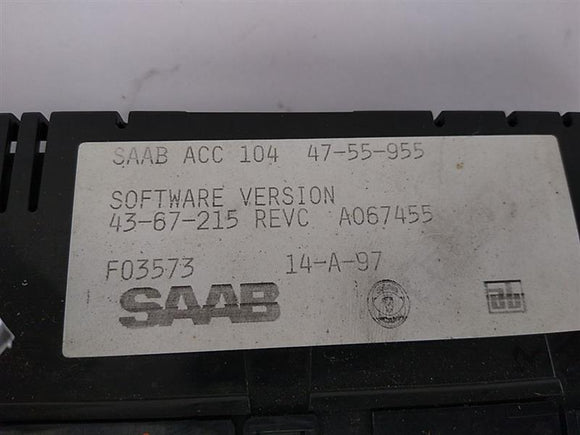 SAAB ACC 104 47-55-955
SOFTWARE VERSION
43-67-215 REVC A067455
F03573 14-A-97
SAAB